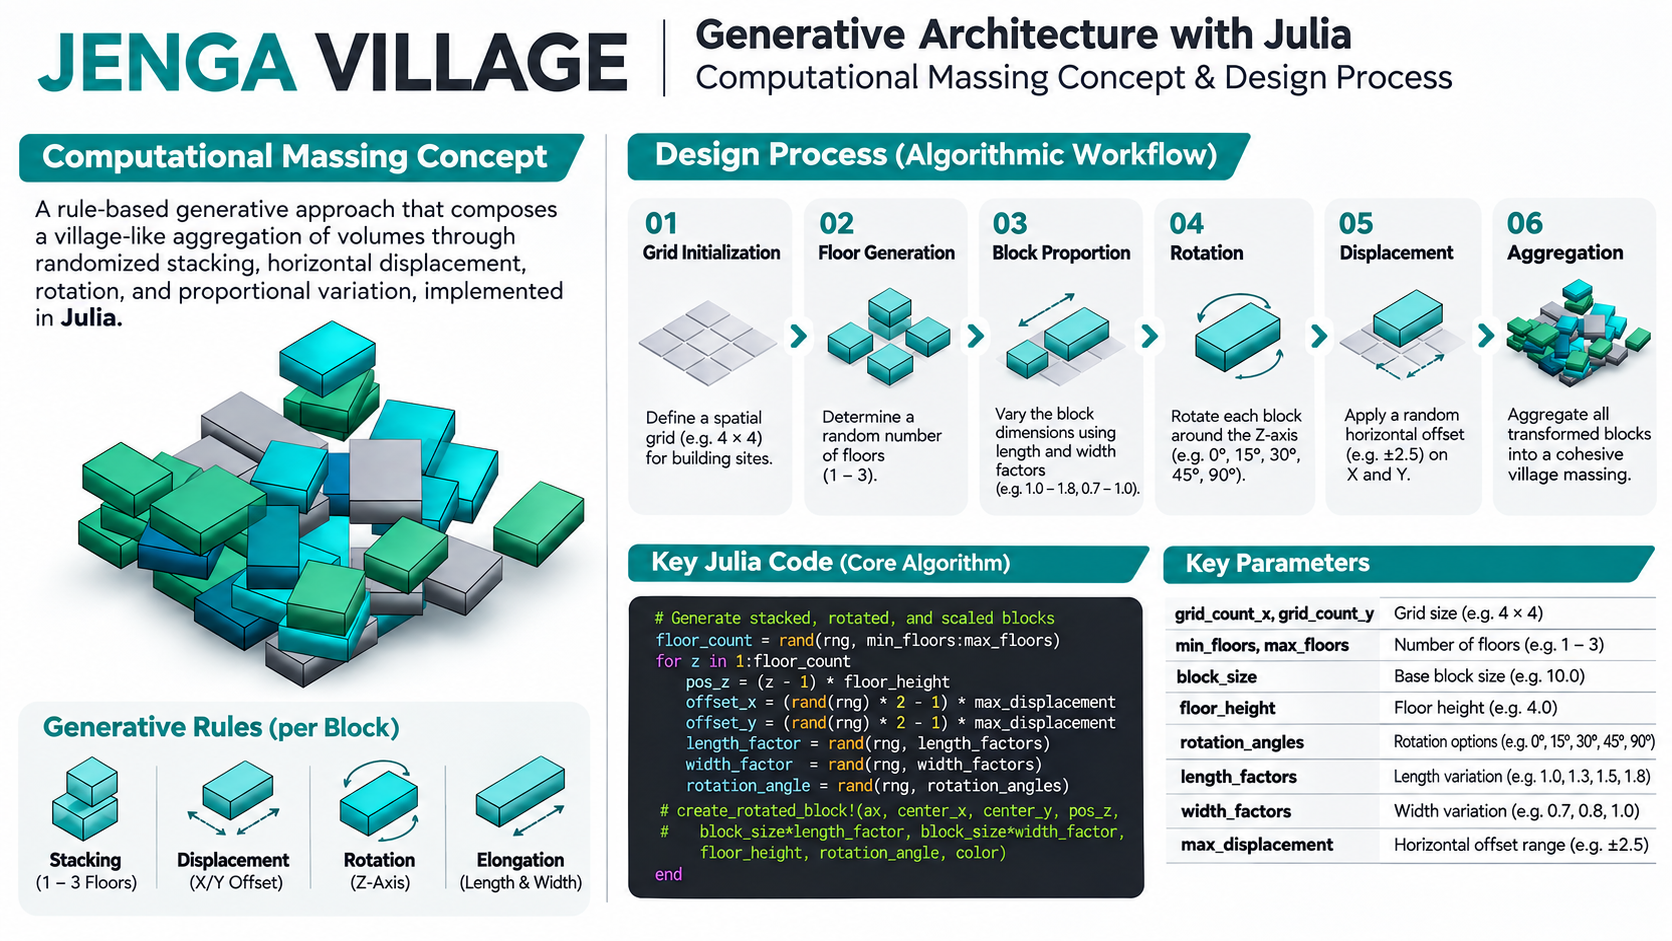 JENGA VILLAGE
Generative Architecture with Julia
Computational Massing Concept & Design Process
Computational Massing Concept
A rule-based generative approach that composes
a village-like aggregation of volumes through
randomized stacking, horizontal displacement,
rotation, and proportional variation, implemented
in Julia.
Generative Rules (per Block)
Stacking
(1 – 3 Floors)
Displacement
(X/Y Offset)
Rotation
(Z-Axis)
Elongation
(Length & Width)
Design Process (Algorithmic Workflow)
01
Grid Initialization
Define a spatial
grid (e.g. 4 × 4)
for building sites.
02
Floor Generation
Determine a
random number
of floors
(1 – 3).
03
Block Proportion
Vary the block
dimensions using
length and width
factors
(e.g. 1.0 – 1.8, 0.7 – 1.0).
04
Rotation
Rotate each block
around the Z-axis
(e.g. 0°, 15°, 30°,
45°, 90°).
05
Displacement
Apply a random
horizontal offset
(e.g. ±2.5) on
X and Y.
06
Aggregation
Aggregate all
transformed blocks
into a cohesive
village massing.
Key Julia Code (Core Algorithm)
# Generate stacked, rotated, and scaled blocks
floor_count = rand(rng, min_floors:max_floors)
for z in 1:floor_count
pos_z = (z - 1) * floor_height
offset_x = (rand(rng) * 2 - 1) * max_displacement
offset_y = (rand(rng) * 2 - 1) * max_displacement
length_factor = rand(rng, length_factors)
width_factor = rand(rng, width_factors)
rotation_angle = rand(rng, rotation_angles)
# create_rotated_block!(ax, center_x, center_y, pos_z,
# block_size*length_factor, block_size*width_factor,
floor_height, rotation_angle, color)
end
Key Parameters
grid_count_x, grid_count_y Grid size (e.g. 4 × 4)
min_floors, max_floors Number of floors (e.g. 1 – 3)
block_size Base block size (e.g. 10.0)
floor_height Floor height (e.g. 4.0)
rotation_angles Rotation options (e.g. 0°, 15°, 30°, 45°, 90°)
length_factors Length variation (e.g. 1.0, 1.3, 1.5, 1.8)
width_factors Width variation (e.g. 0.7, 0.8, 1.0)
max_displacement Horizontal offset range (e.g. ±2.5)